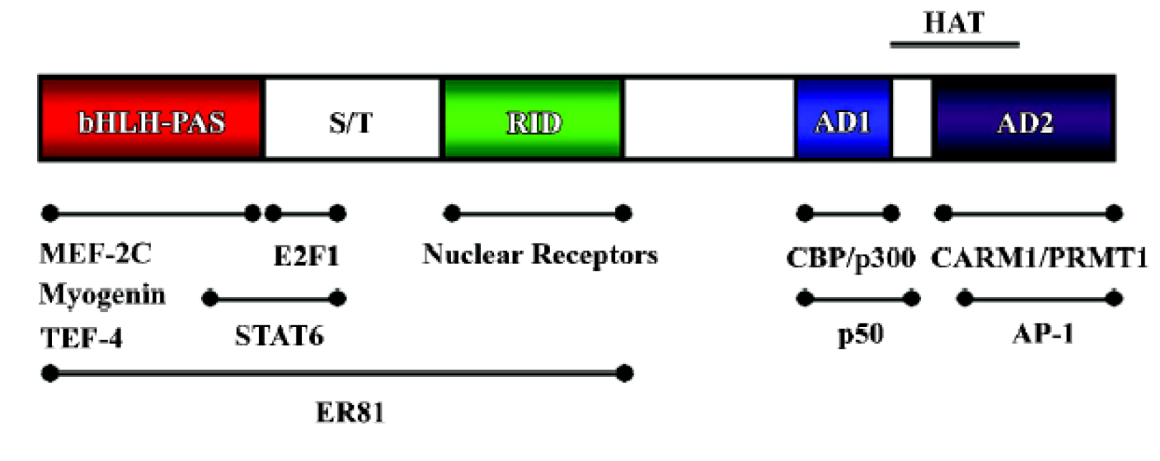 HAT
bHLH-PAS S/T RID AD1 AD2
MEF-2C E2F1 Nuclear Receptors CBP/p300 CARM1/PRMT1
Myogenin
TEF-4 STAT6 p50 AP-1
ER81